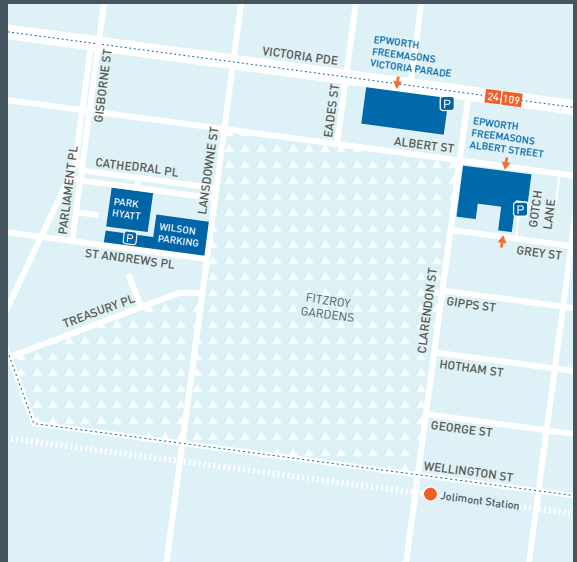 EPWORTH
FREEMASONS
VICTORIA PARADE
VICTORIA PDE
GISBORNE ST
P
24 109
EADES ST
EPWORTH
FREEMASONS
ALBERT STREET
ALBERT ST
LANSDOWNE ST
CATHEDRAL PL
PARLIAMENT PL
PARK
HYATT
WILSON
PARKING
P
P
GOTCH
LANE
GREY ST
ST ANDREWS PL
TREASURY PL
FITZROY
GARDENS
CLARENDON ST
GIPPS ST
HOTHAM ST
GEORGE ST
WELLINGTON ST
Jolimont Station